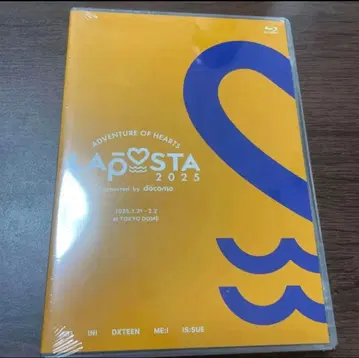 ADVENTURE OF HEARTS
LAPOSTA
2025
presented by docomo
2025.1.31 - 2.2
at TOKYO DOME
INI DXTEEN ME:I IS:SUE